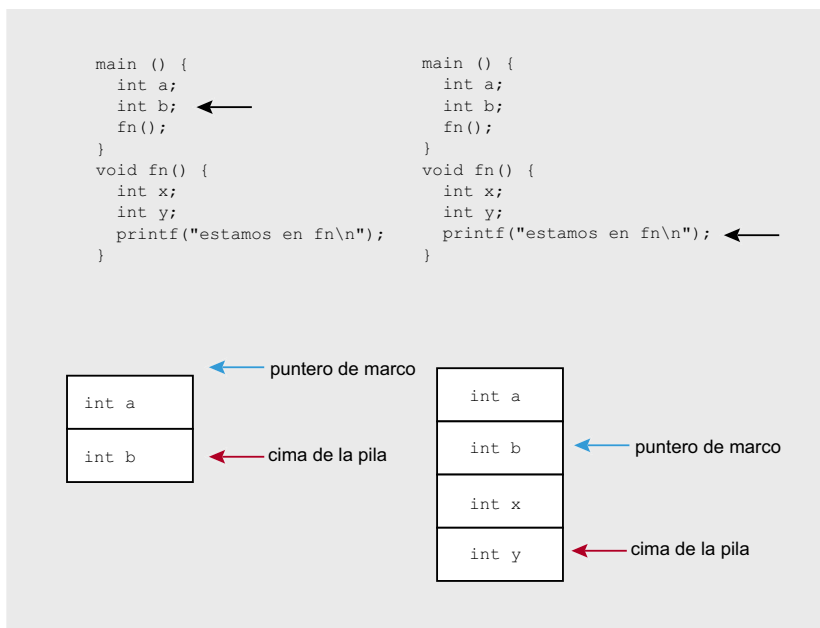 main () {
int a;
int b;
fn();
}
void fn() {
int x;
int y;
printf("estamos en fn\n");
}
main () {
int a;
int b;
fn();
}
void fn() {
int x;
int y;
printf("estamos en fn\n");
}
puntero de marco
int a
int b
cima de la pila
int a
int b
puntero de marco
int x
int y
cima de la pila